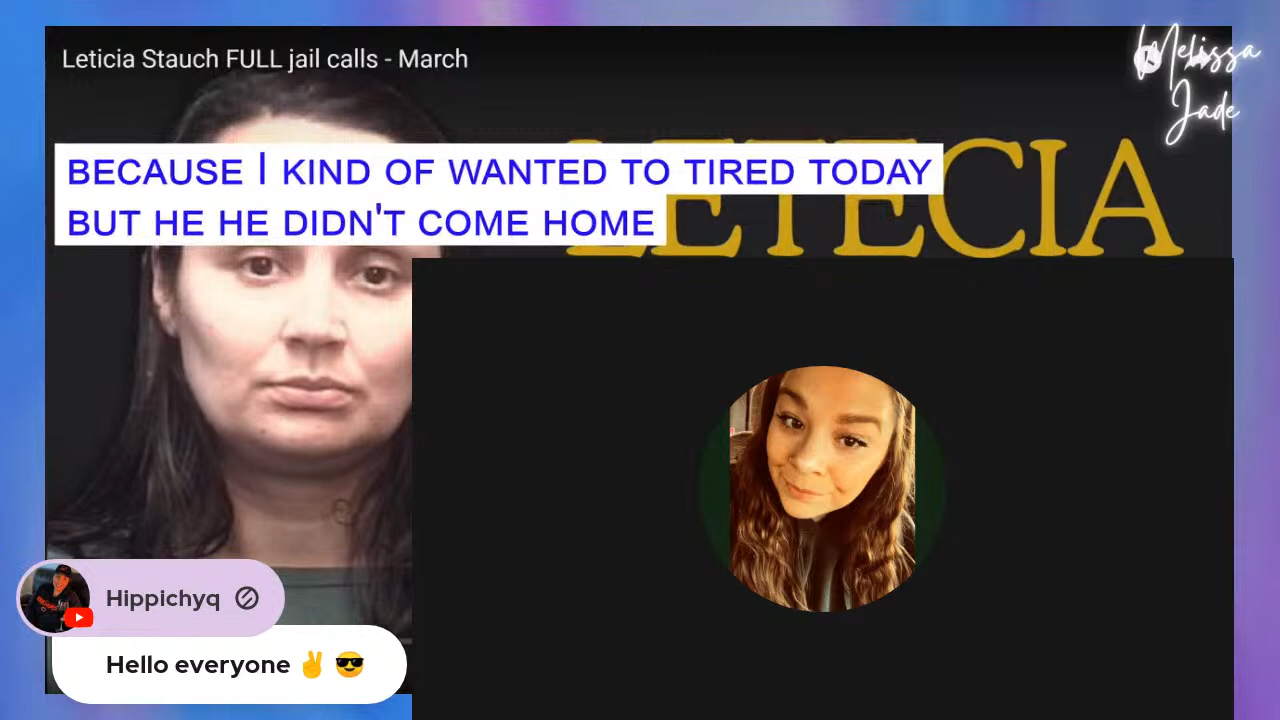 Leticia Stauch FULL jail calls - March
Melissa
Jade
BECAUSE I KIND OF WANTED TO TIRED TODAY
BUT HE HE DIDN'T COME HOME
LETECIA
Hippichyq
Hello everyone ✌️ 😎